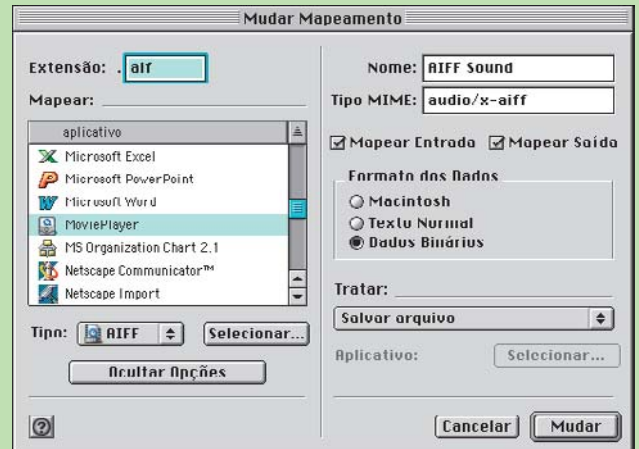 Mudar Mapeamento
Extensão: . aif
Mapear:
aplicativo
Microsoft Excel
Microsoft PowerPoint
Microsoft Word
MoviePlayer
MS Organization Chart 2.1
Netscape Communicator™
Netscape Import
Tipo: AIFF Selecionar...
Ocultar Opções
?
Nome: AIFF Sound
Tipo MIME: audio/x-aiff
Mapear Entrada Mapear Saída
Formato dos Dados
Macintosh
Texto Normal
Dados Binários
Tratar:
Salvar arquivo
Aplicativo: Selecionar...
Cancelar Mudar